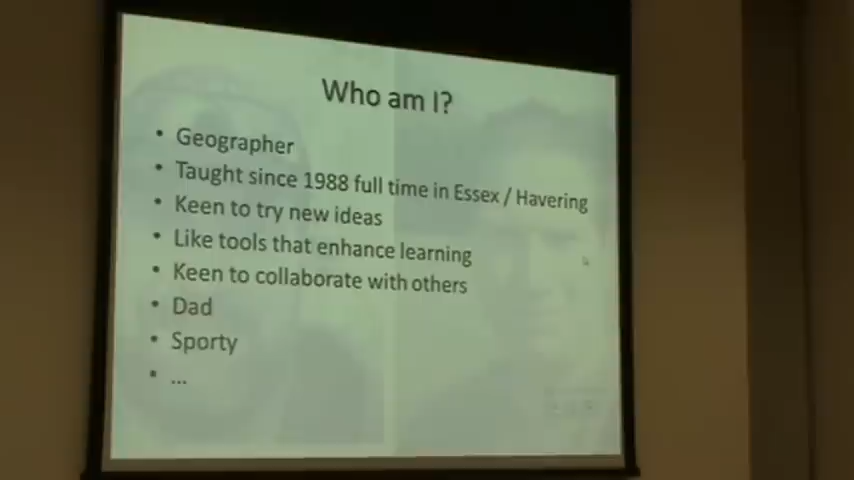 Who am I?
• Geographer
• Taught since 1988 full time in Essex / Havering
• Keen to try new ideas
• Like tools that enhance learning
• Keen to collaborate with others
• Dad
• Sporty
• ...